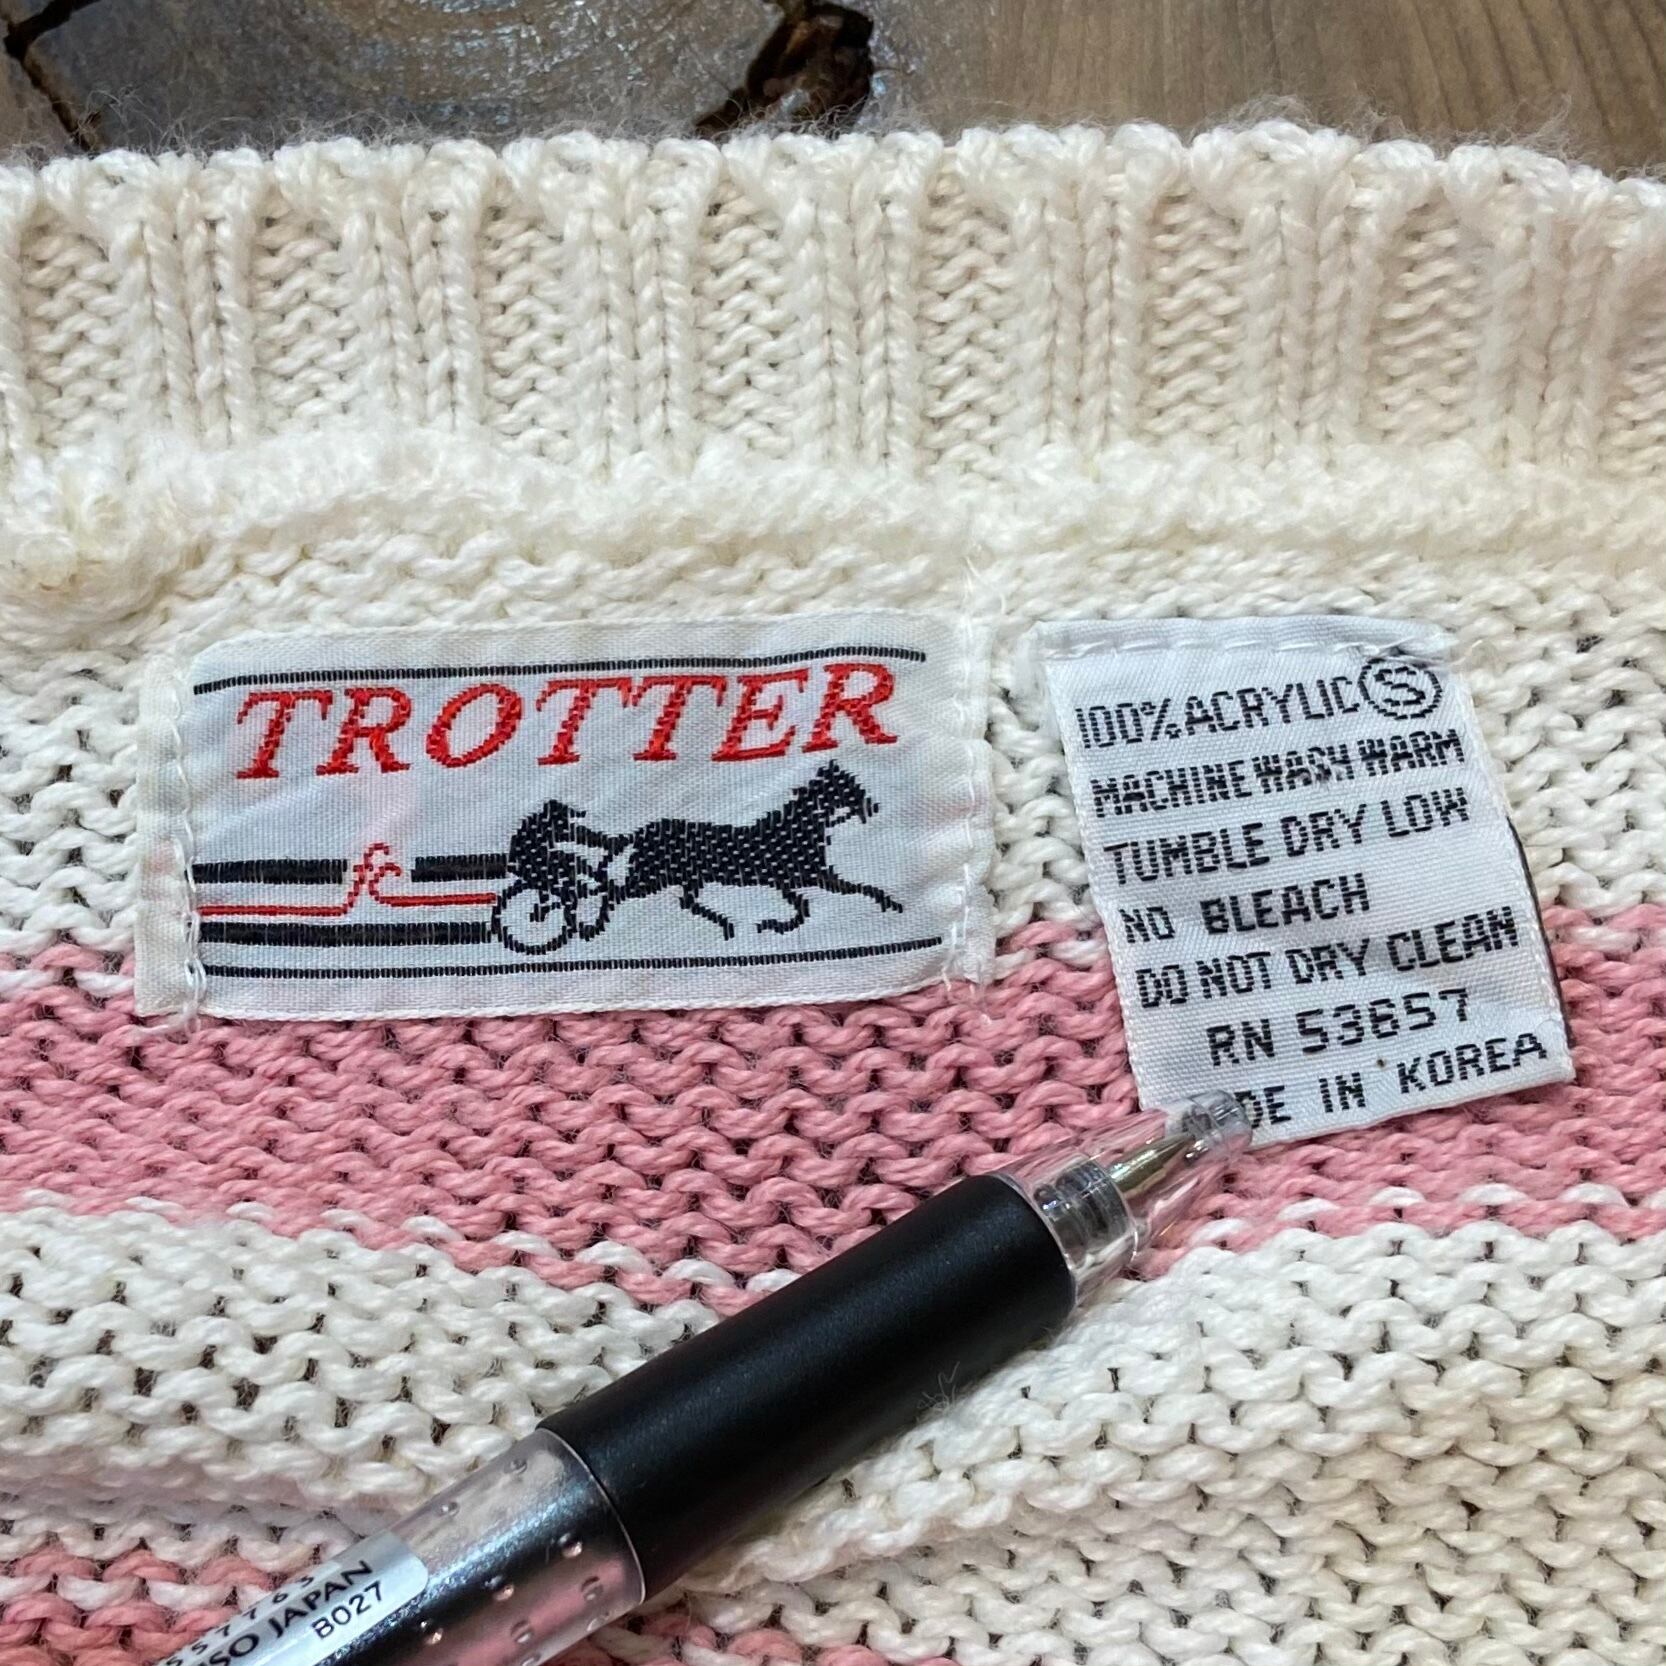 TROTTER
fc
100% ACRYLIC S
MACHINE WASH WARM
TUMBLE DRY LOW
NO BLEACH
DO NOT DRY CLEAN
RN 53657
DE IN KOREA
JAPAN
B027